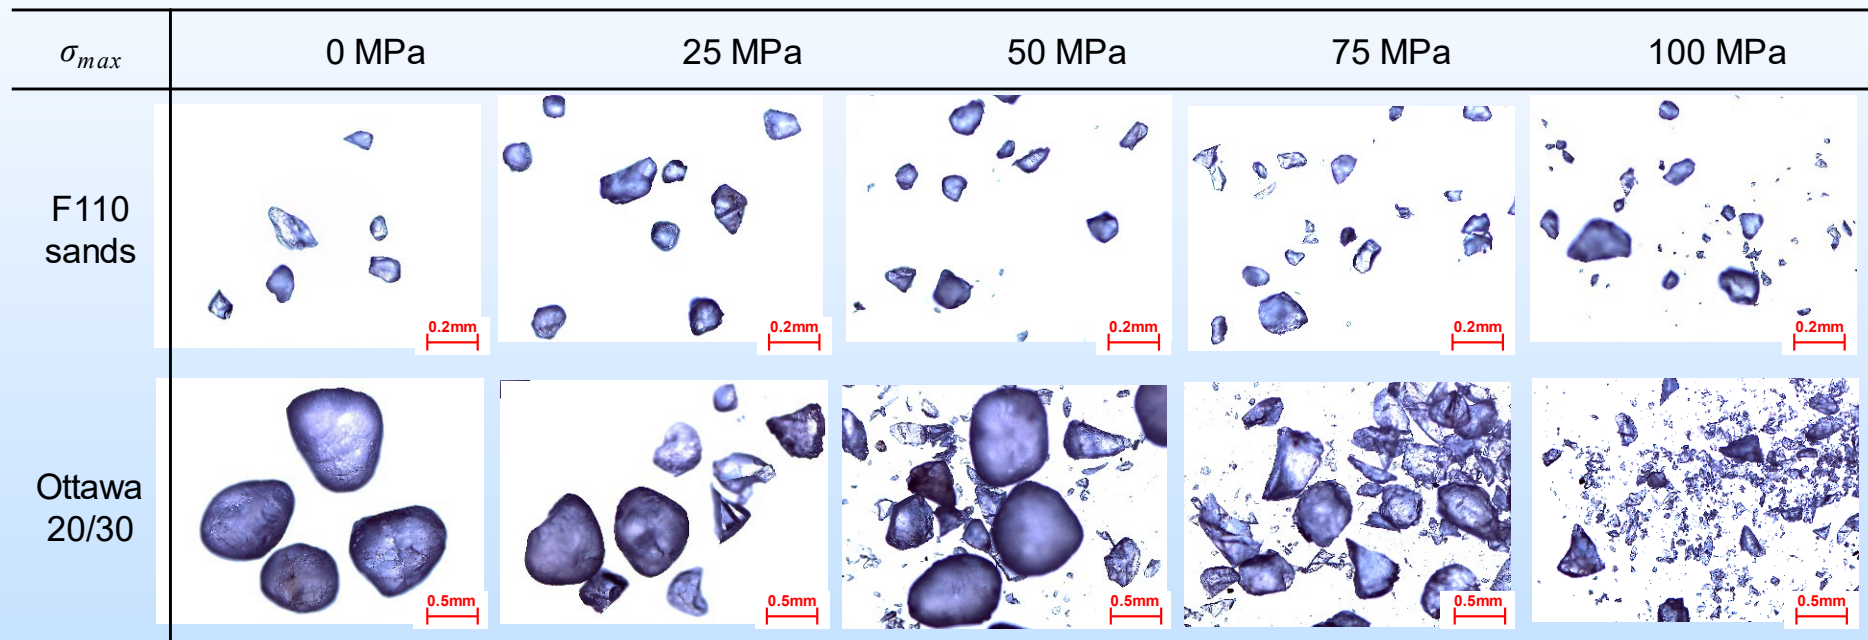 σmax 0 MPa 25 MPa 50 MPa 75 MPa 100 MPa
F110
sands
0.2mm 0.2mm 0.2mm 0.2mm 0.2mm
Ottawa
20/30
0.5mm 0.5mm 0.5mm 0.5mm 0.5mm